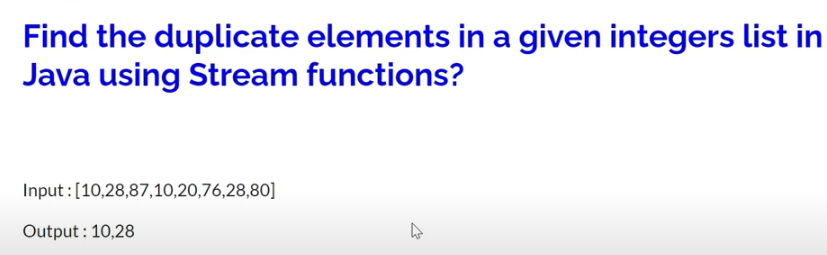 Find the duplicate elements in a given integers list in
Java using Stream functions?
Input : [10,28,87,10,20,76,28,80]
Output : 10,28